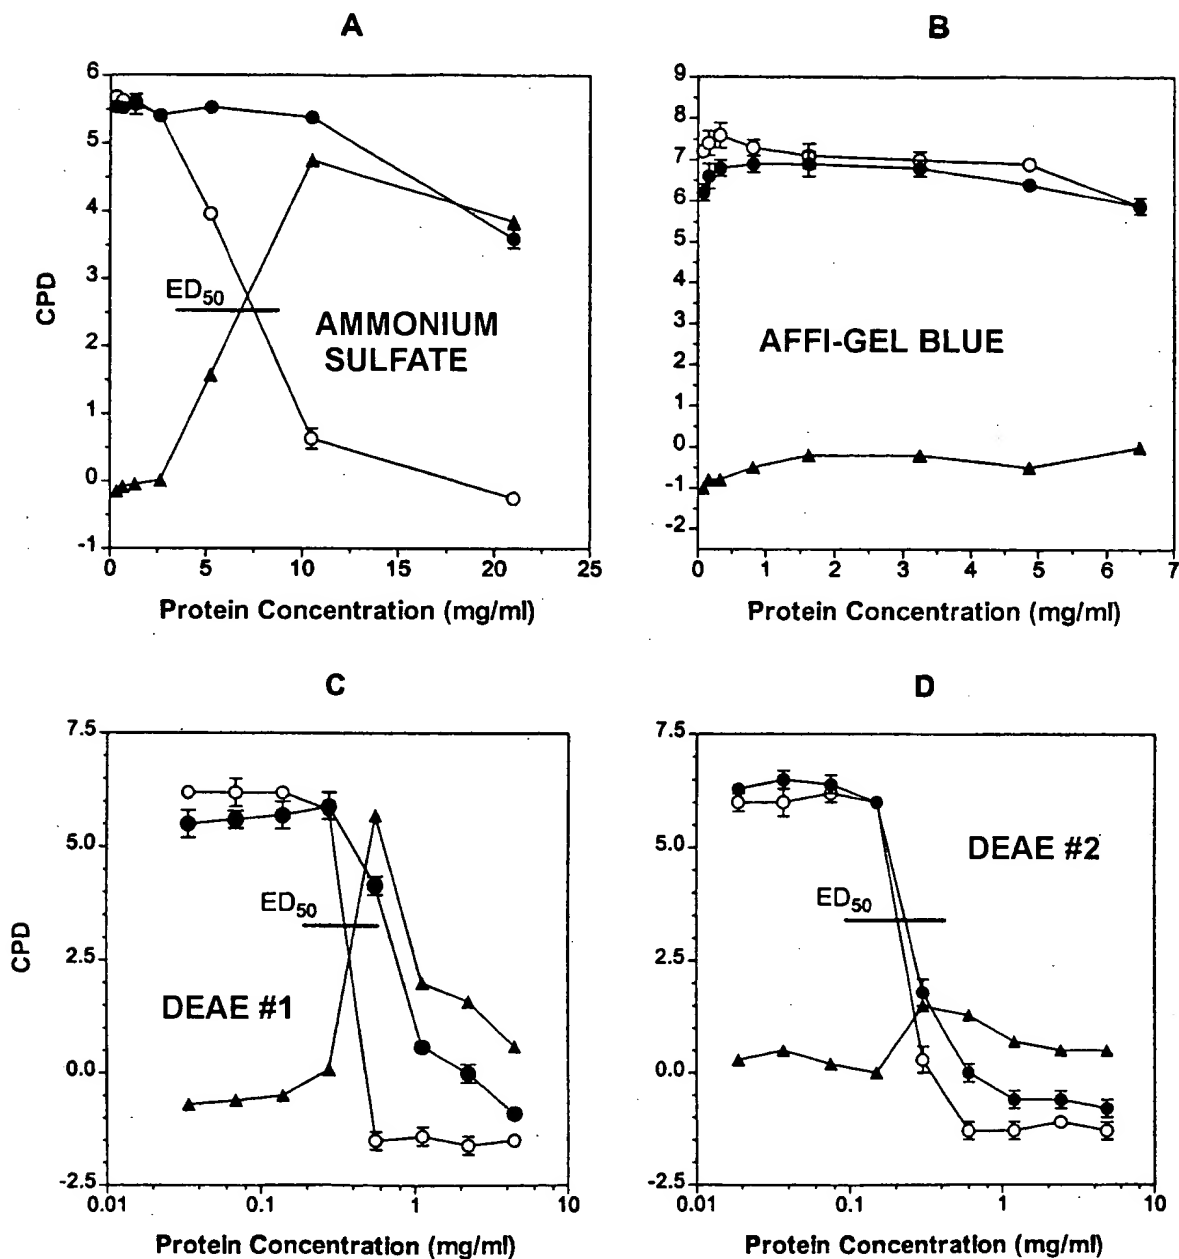 A
6
5
4
3
2
1
0
-1
CPD
ED50
AMMONIUM
SULFATE
0 5 10 15 20 25
Protein Concentration (mg/ml)
B
9
8
7
6
5
4
3
2
1
0
-1
-2
AFFI-GEL BLUE
0 1 2 3 4 5 6 7
Protein Concentration (mg/ml)
C
7.5
5.0
2.5
0.0
-2.5
CPD
ED50
DEAE #1
0.01 0.1 1 10
Protein Concentration (mg/ml)
D
7.5
5.0
2.5
0.0
-2.5
DEAE #2
ED50
0.01 0.1 1 10
Protein Concentration (mg/ml)